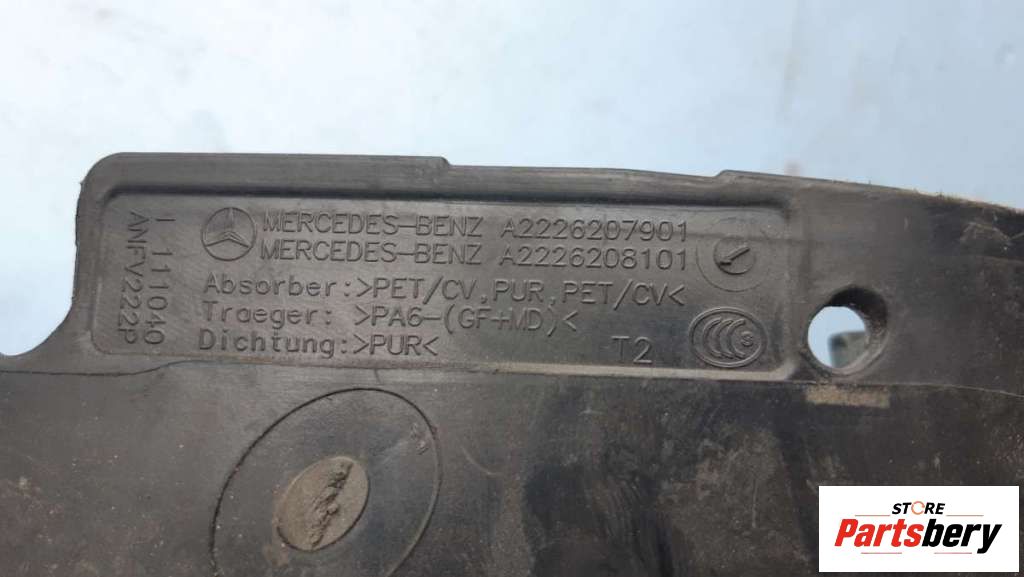 MERCEDES-BENZ A2226207901
MERCEDES-BENZ A2226208101
Absorber:>PET/CV,PUR,PET/CV<
Traeger: >PA6-(GF+MD)<
Dichtung:>PUR<
T2
L 111040
ANFV222P
CCC S
STORE
Partsbery